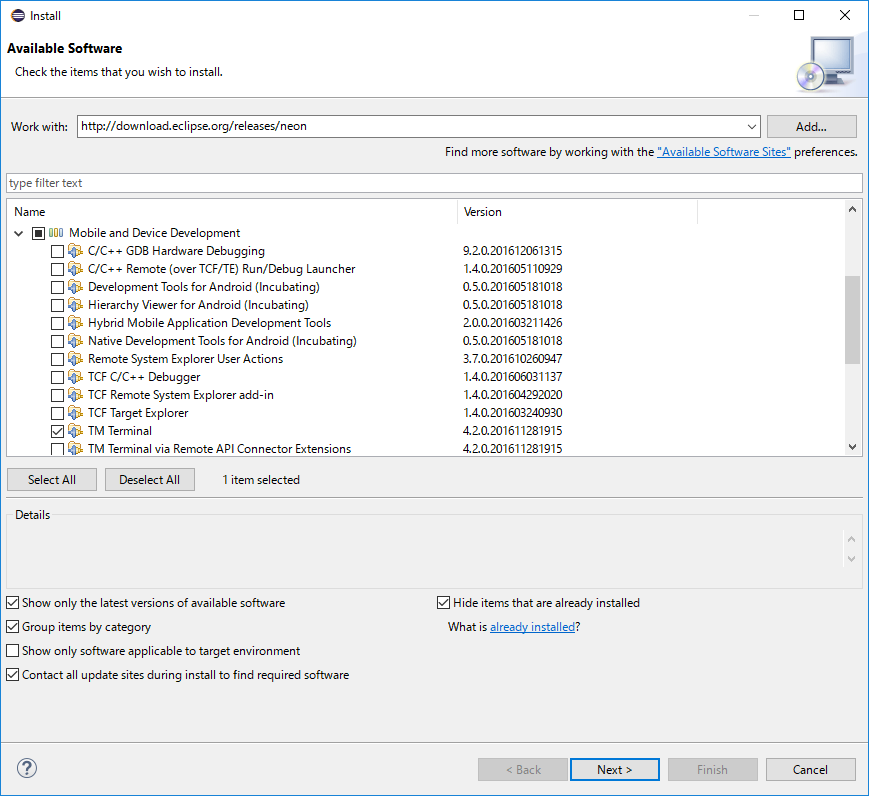 Install
Available Software
Check the items that you wish to install.
Work with: http://download.eclipse.org/releases/neon Add...
Find more software by working with the "Available Software Sites" preferences.
type filter text
Name Version
Mobile and Device Development
C/C++ GDB Hardware Debugging 9.2.0.201612061315
C/C++ Remote (over TCF/TE) Run/Debug Launcher 1.4.0.201605110929
Development Tools for Android (Incubating) 0.5.0.201605181018
Hierarchy Viewer for Android (Incubating) 0.5.0.201605181018
Hybrid Mobile Application Development Tools 2.0.0.201603211426
Native Development Tools for Android (Incubating) 0.5.0.201605181018
Remote System Explorer User Actions 3.7.0.201610260947
TCF C/C++ Debugger 1.4.0.201606031137
TCF Remote System Explorer add-in 1.4.0.201604292020
TCF Target Explorer 1.4.0.201603240930
TM Terminal 4.2.0.201611281915
TM Terminal via Remote API Connector Extensions 4.2.0.201611281915
Select All Deselect All 1 item selected
Details
Show only the latest versions of available software Hide items that are already installed
Group items by category What is already installed?
Show only software applicable to target environment
Contact all update sites during install to find required software
? < Back Next > Finish Cancel